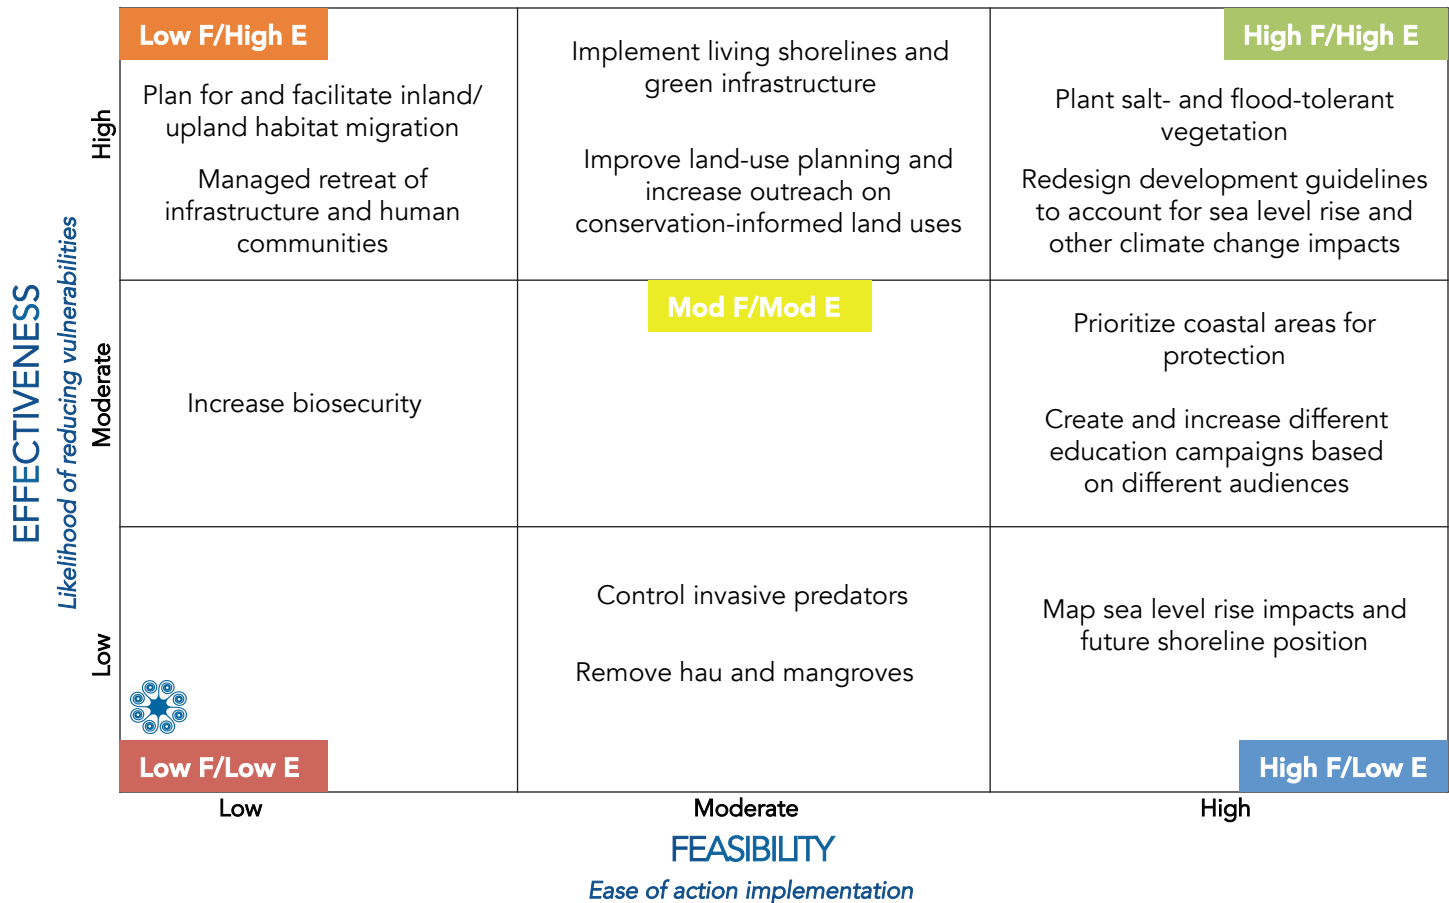 EFFECTIVENESS
Likelihood of reducing vulnerabilities
High
Low F/High E
Plan for and facilitate inland/
upland habitat migration
Managed retreat of
infrastructure and human
communities
Implement living shorelines and
green infrastructure
Improve land-use planning and
increase outreach on
conservation-informed land uses
High F/High E
Plant salt- and flood-tolerant
vegetation
Redesign development guidelines
to account for sea level rise and
other climate change impacts
Moderate
Increase biosecurity
Mod F/Mod E
Prioritize coastal areas for
protection
Create and increase different
education campaigns based
on different audiences
Low
Low F/Low E
Control invasive predators
Remove hau and mangroves
Map sea level rise impacts and
future shoreline position
High F/Low E
Low
Moderate
High
FEASIBILITY
Ease of action implementation